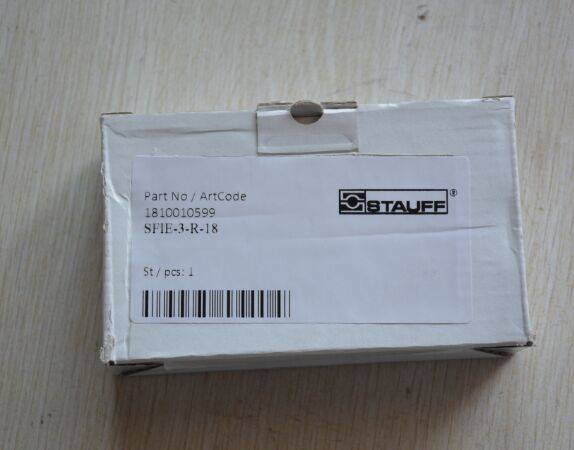 Part No / ArtCode
1810010599
SFIE-3-R-18
STAUFF®
St / pcs: 1